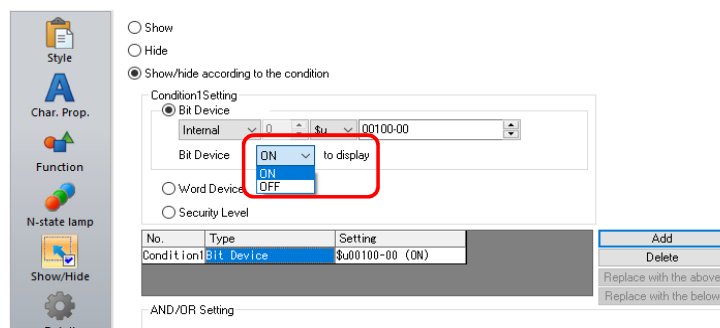 Style
Char. Prop.
Function
N-state lamp
Show/Hide
Show
Hide
Show/hide according to the condition
Condition1Setting
Bit Device
Internal 0 $u 00100-00
Bit Device ON to display
ON
OFF
Word Device
Security Level
No. Type Setting
Condition1 Bit Device $u00100-00 (ON)
Add
Delete
Replace with the above
Replace with the below
AND/OR Setting